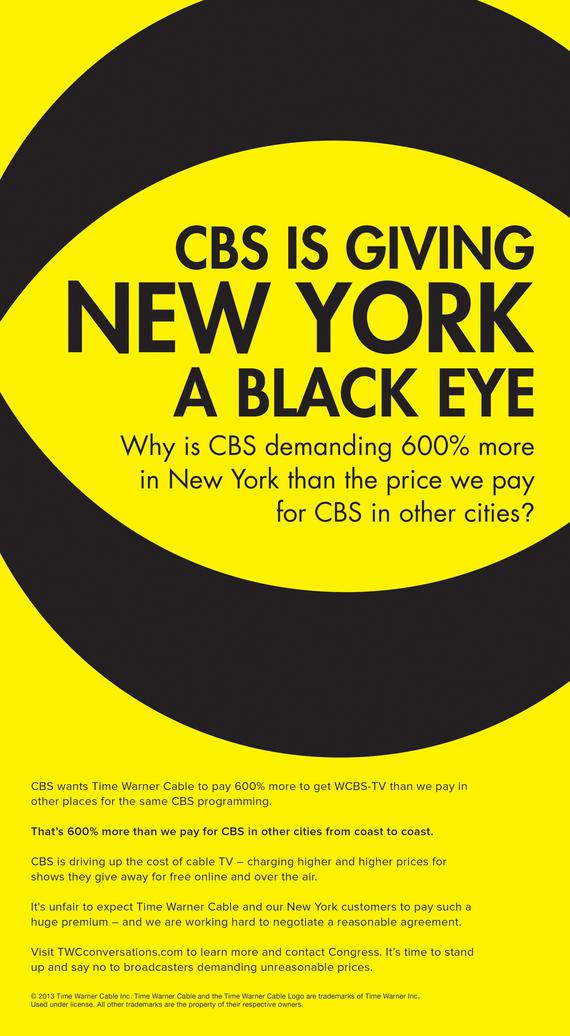 CBS IS GIVING
NEW YORK
A BLACK EYE
Why is CBS demanding 600% more
in New York than the price we pay
for CBS in other cities?
CBS wants Time Warner Cable to pay 600% more to get WCBS-TV than we pay in
other places for the same CBS programming.
That's 600% more than we pay for CBS in other cities from coast to coast.
CBS is driving up the cost of cable TV – charging higher and higher prices for
shows they give away for free online and over the air.
It's unfair to expect Time Warner Cable and our New York customers to pay such a
huge premium – and we are working hard to negotiate a reasonable agreement.
Visit TWCconversations.com to learn more and contact Congress. It's time to stand
up and say no to broadcasters demanding unreasonable prices.
© 2013 Time Warner Cable Inc. Time Warner Cable and the Time Warner Cable Logo are trademarks of Time Warner Inc.
Used under license. All other trademarks are the property of their respective owners.